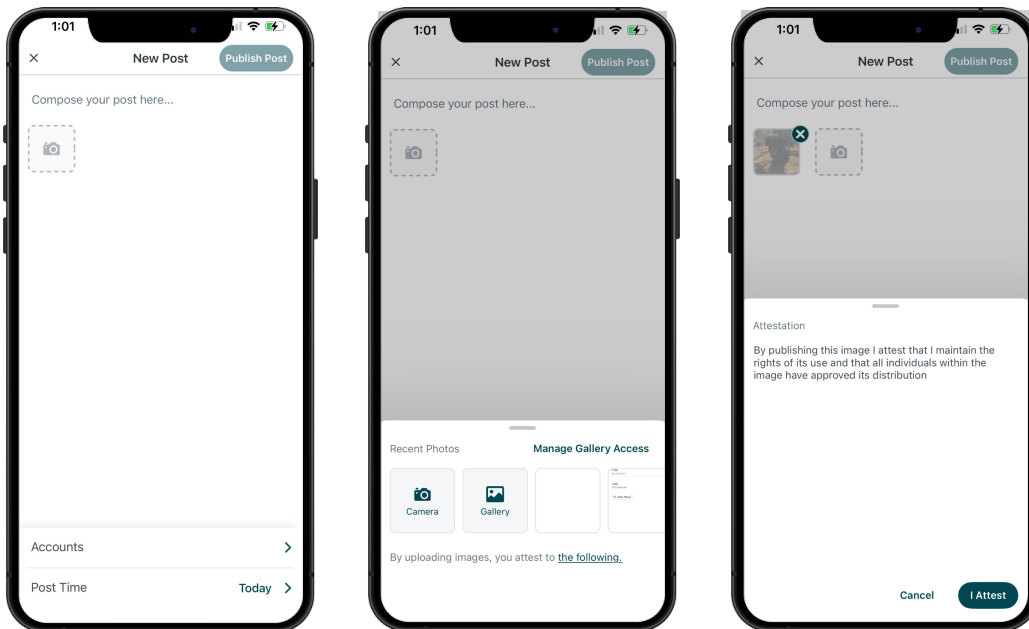 1:01
New Post
Publish Post
Compose your post here...
Accounts
Post Time
Today
1:01
New Post
Publish Post
Compose your post here...
Recent Photos
Manage Gallery Access
Camera
Gallery
By uploading images, you attest to the following.
1:01
New Post
Publish Post
Compose your post here...
Attestation
By publishing this image I attest that I maintain the
rights of its use and that all individuals within the
image have approved its distribution
Cancel
I Attest